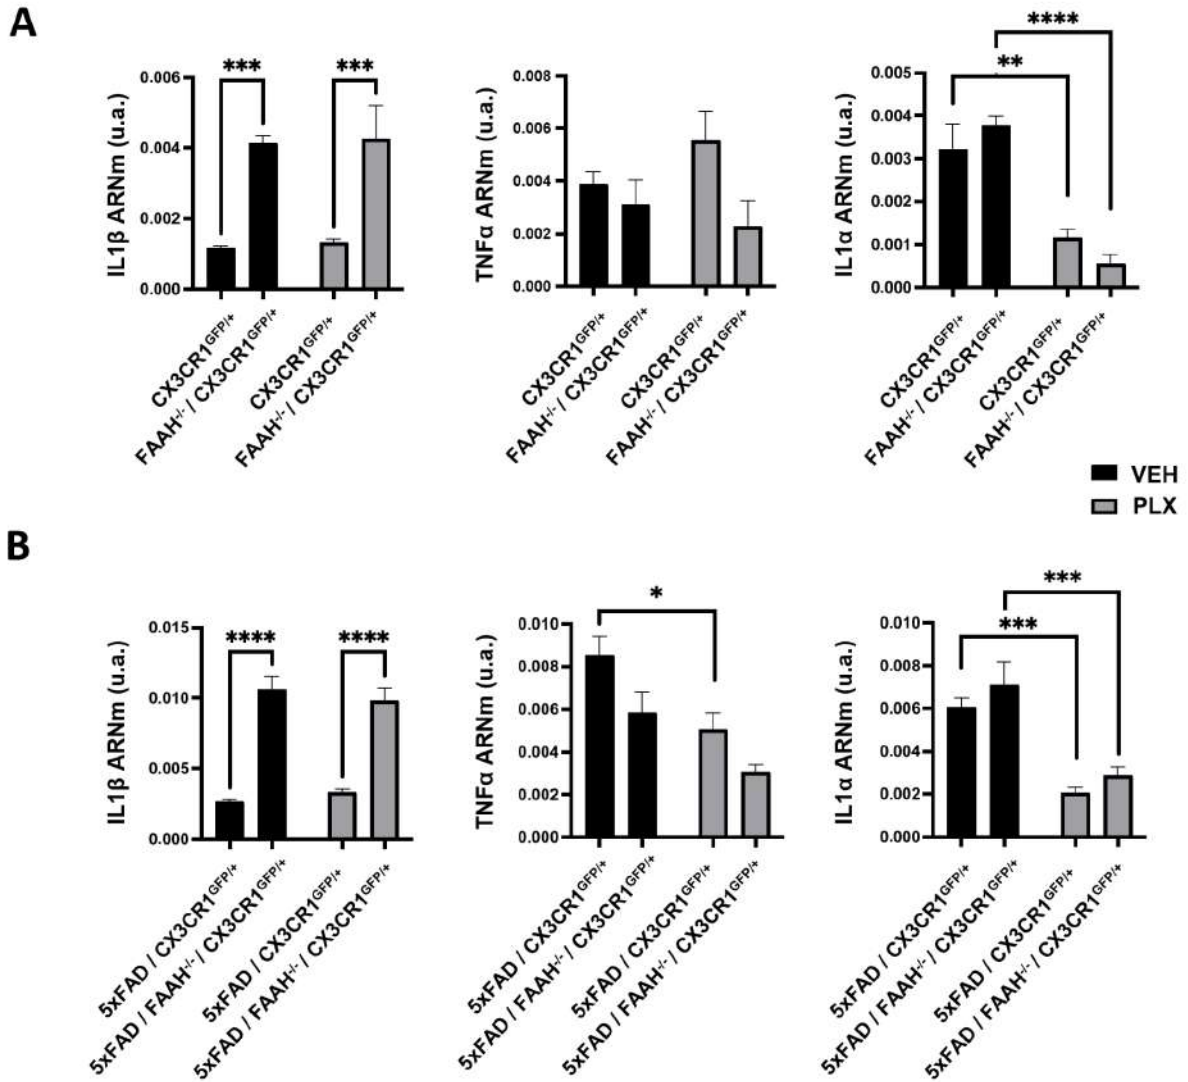 A
IL1β ARNm (u.a.)
0.006
0.004
0.002
0.000
***
***
CX3CR1GFP/+
FAAH-/- / CX3CR1GFP/+
CX3CR1GFP/+
FAAH-/- / CX3CR1GFP/+
TNFα ARNm (u.a.)
0.008
0.006
0.004
0.002
0.000
CX3CR1GFP/+
FAAH-/- / CX3CR1GFP/+
CX3CR1GFP/+
FAAH-/- / CX3CR1GFP/+
IL1α ARNm (u.a.)
0.005
0.004
0.003
0.002
0.001
0.000
****
**
CX3CR1GFP/+
FAAH-/- / CX3CR1GFP/+
CX3CR1GFP/+
FAAH-/- / CX3CR1GFP/+
VEH
PLX
B
IL1β ARNm (u.a.)
0.015
0.010
0.005
0.000
****
****
5xFAD / CX3CR1GFP/+
5xFAD / FAAH-/- / CX3CR1GFP/+
5xFAD / CX3CR1GFP/+
5xFAD / FAAH-/- / CX3CR1GFP/+
TNFα ARNm (u.a.)
0.010
0.008
0.006
0.004
0.002
0.000
*
5xFAD / CX3CR1GFP/+
5xFAD / FAAH-/- / CX3CR1GFP/+
5xFAD / CX3CR1GFP/+
5xFAD / FAAH-/- / CX3CR1GFP/+
IL1α ARNm (u.a.)
0.010
0.008
0.006
0.004
0.002
0.000
***
***
5xFAD / CX3CR1GFP/+
5xFAD / FAAH-/- / CX3CR1GFP/+
5xFAD / CX3CR1GFP/+
5xFAD / FAAH-/- / CX3CR1GFP/+